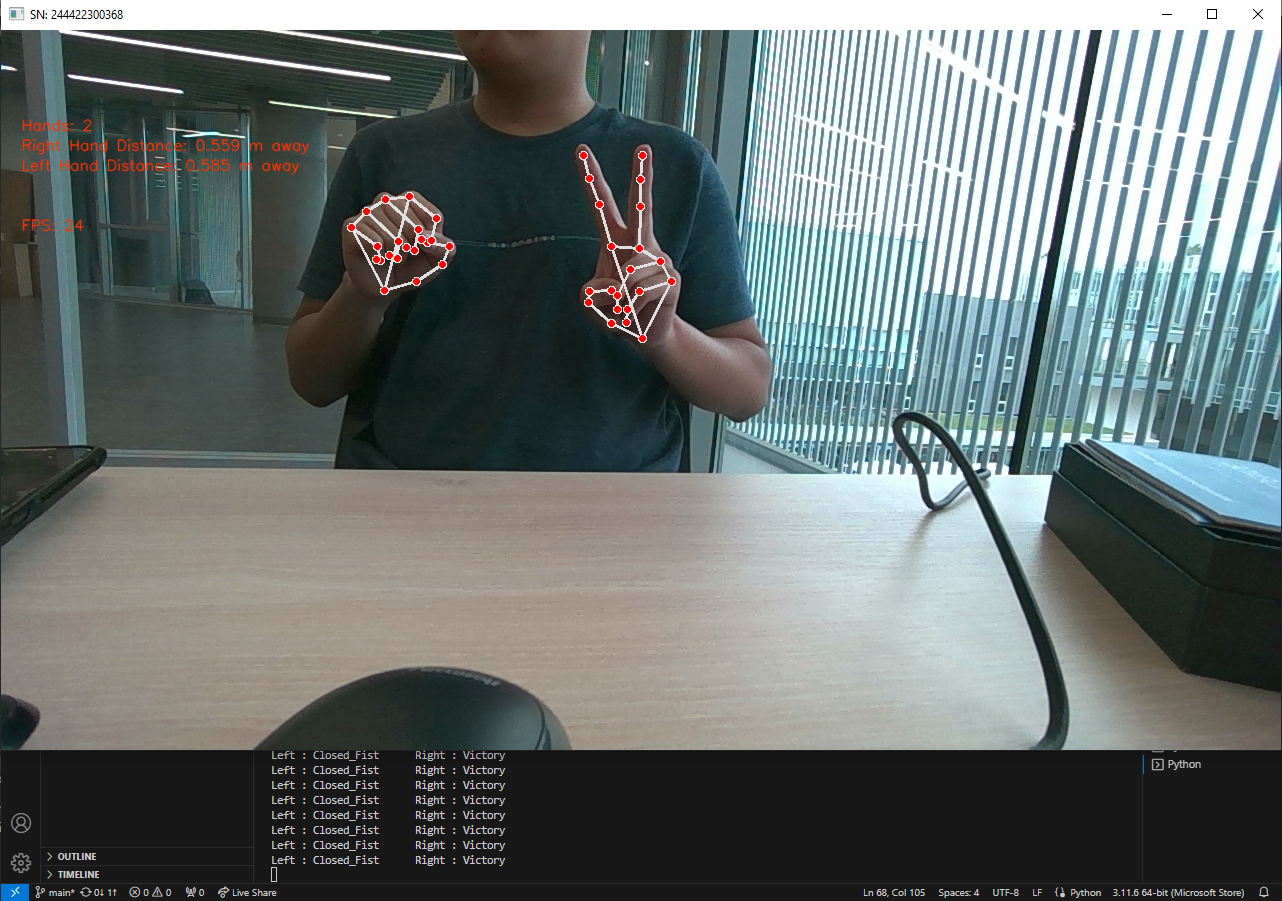 SN: 244422300368
Hands: 2
Right Hand Distance: 0.559 m away
Left Hand Distance: 0.585 m away
FPS: 24
Left : Closed_Fist Right : Victory
Left : Closed_Fist Right : Victory
Left : Closed_Fist Right : Victory
Left : Closed_Fist Right : Victory
Left : Closed_Fist Right : Victory
Left : Closed_Fist Right : Victory
Left : Closed_Fist Right : Victory
Left : Closed_Fist Right : Victory
Python
OUTLINE
TIMELINE
main* 0↓ 1↑ 0 0 0 Live Share Ln 68, Col 105 Spaces: 4 UTF-8 LF Python 3.11.6 64-bit (Microsoft Store)